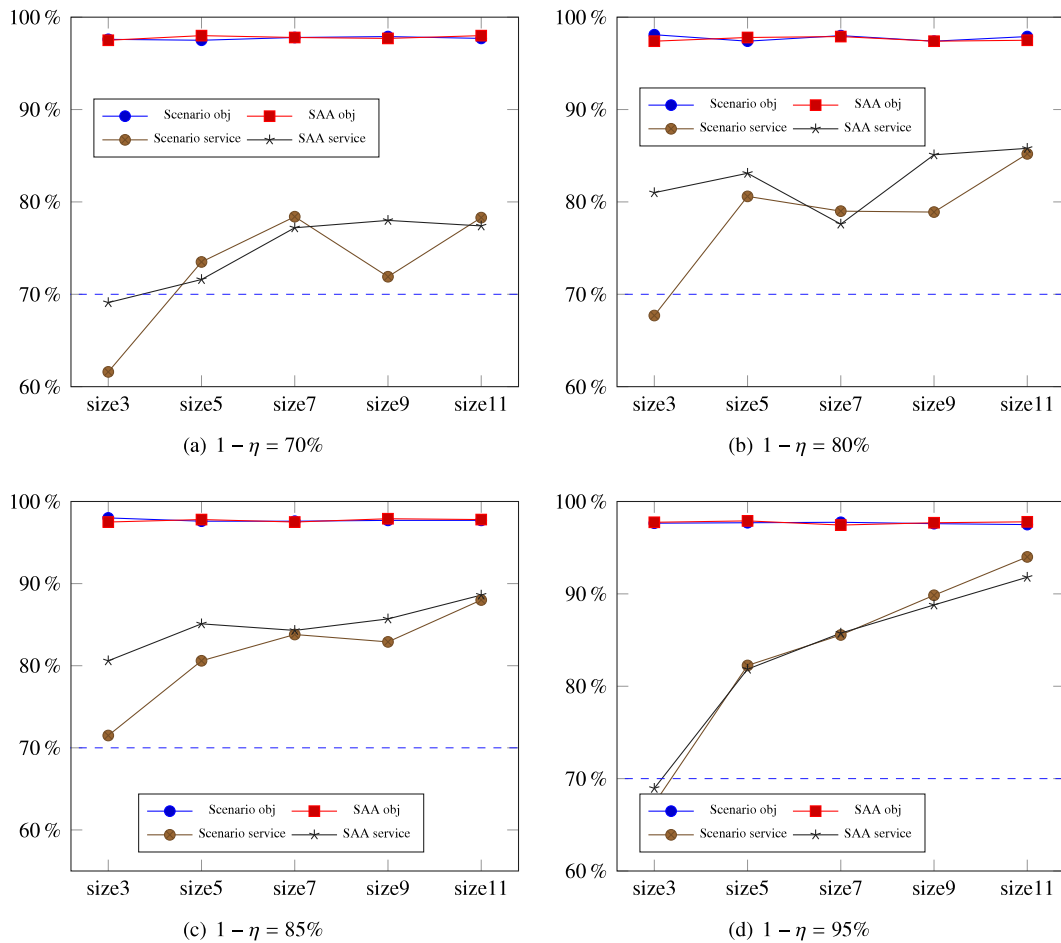 100 %
90 %
80 %
70 %
60 %
Scenario obj SAA obj
Scenario service SAA service
size3 size5 size7 size9 size11
(a) 1 − η = 70%
100 %
90 %
80 %
70 %
60 %
Scenario obj SAA obj
Scenario service SAA service
size3 size5 size7 size9 size11
(b) 1 − η = 80%
100 %
90 %
80 %
70 %
60 %
Scenario obj SAA obj
Scenario service SAA service
size3 size5 size7 size9 size11
(c) 1 − η = 85%
100 %
90 %
80 %
70 %
60 %
Scenario obj SAA obj
Scenario service SAA service
size3 size5 size7 size9 size11
(d) 1 − η = 95%